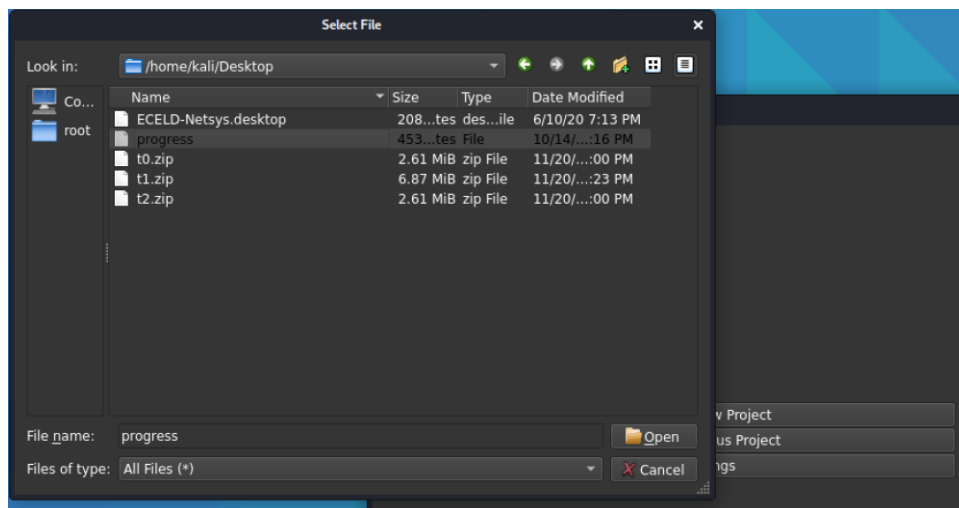 Select File
Look in: /home/kali/Desktop
Co...
root
Name Size Type Date Modified
ECELD-Netsys.desktop 208...tes des...ile 6/10/20 7:13 PM
progress 453...tes File 10/14/...:16 PM
t0.zip 2.61 MiB zip File 11/20/...:00 PM
t1.zip 6.87 MiB zip File 11/20/...:23 PM
t2.zip 2.61 MiB zip File 11/20/...:00 PM
File name: progress Open
Files of type: All Files (*) Cancel
w Project
us Project
ngs